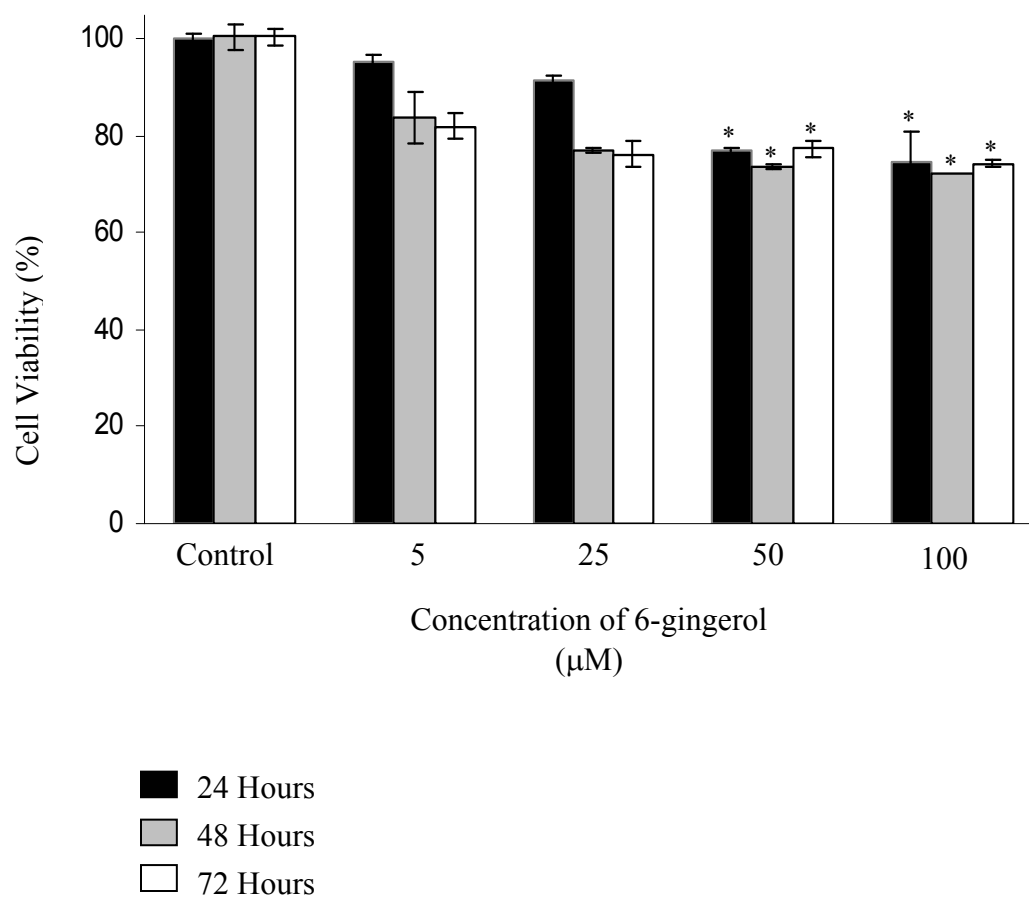 100
80
60
40
20
0
Cell Viability (%)
* * * * * *
Control 5 25 50 100
Concentration of 6-gingerol
(μM)
24 Hours
48 Hours
72 Hours